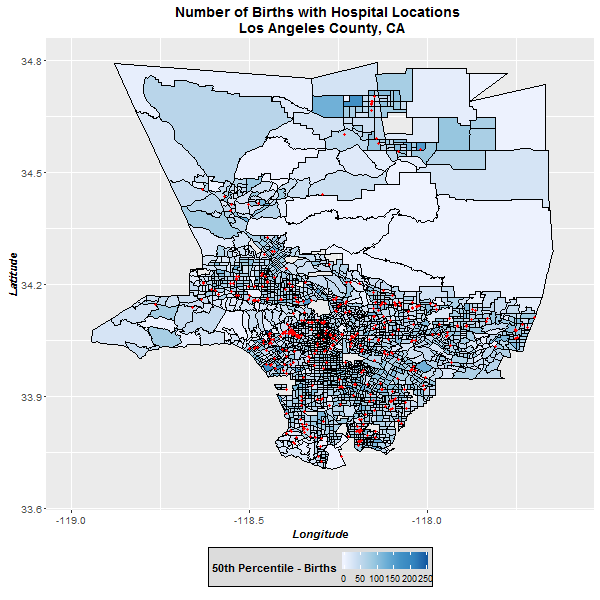 Number of Births with Hospital Locations
Los Angeles County, CA
34.8
34.5
34.2
33.9
33.6
Latitude
-119.0 -118.5 -118.0
Longitude
50th Percentile - Births
0 50 100 150 200 250